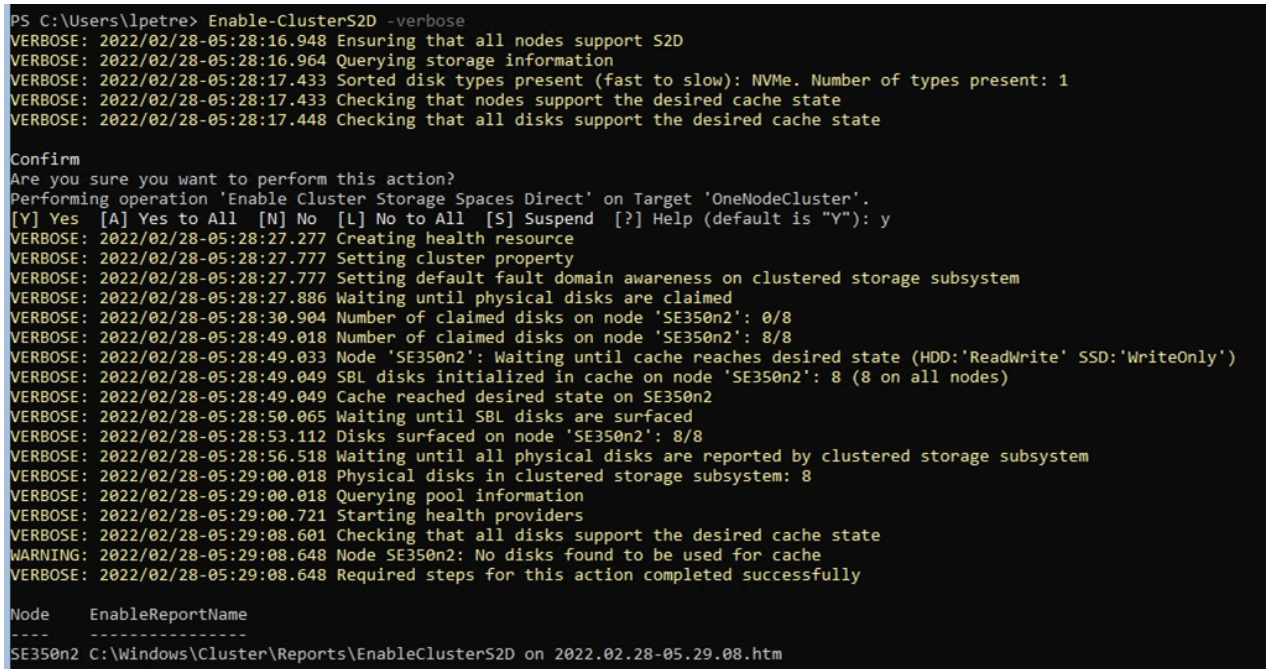 PS C:\Users\lpetre> Enable-ClusterS2D -verbose
VERBOSE: 2022/02/28-05:28:16.948 Ensuring that all nodes support S2D
VERBOSE: 2022/02/28-05:28:16.964 Querying storage information
VERBOSE: 2022/02/28-05:28:17.433 Sorted disk types present (fast to slow): NVMe. Number of types present: 1
VERBOSE: 2022/02/28-05:28:17.433 Checking that nodes support the desired cache state
VERBOSE: 2022/02/28-05:28:17.448 Checking that all disks support the desired cache state
Confirm
Are you sure you want to perform this action?
Performing operation 'Enable Cluster Storage Spaces Direct' on Target 'OneNodeCluster'.
[Y] Yes  [A] Yes to All  [N] No  [L] No to All  [S] Suspend  [?] Help (default is "Y"): y
VERBOSE: 2022/02/28-05:28:27.277 Creating health resource
VERBOSE: 2022/02/28-05:28:27.777 Setting cluster property
VERBOSE: 2022/02/28-05:28:27.777 Setting default fault domain awareness on clustered storage subsystem
VERBOSE: 2022/02/28-05:28:27.886 Waiting until physical disks are claimed
VERBOSE: 2022/02/28-05:28:30.904 Number of claimed disks on node 'SE350n2': 0/8
VERBOSE: 2022/02/28-05:28:49.018 Number of claimed disks on node 'SE350n2': 8/8
VERBOSE: 2022/02/28-05:28:49.033 Node 'SE350n2': Waiting until cache reaches desired state (HDD:'ReadWrite' SSD:'WriteOnly')
VERBOSE: 2022/02/28-05:28:49.049 SBL disks initialized in cache on node 'SE350n2': 8 (8 on all nodes)
VERBOSE: 2022/02/28-05:28:49.049 Cache reached desired state on SE350n2
VERBOSE: 2022/02/28-05:28:50.065 Waiting until SBL disks are surfaced
VERBOSE: 2022/02/28-05:28:53.112 Disks surfaced on node 'SE350n2': 8/8
VERBOSE: 2022/02/28-05:28:56.518 Waiting until all physical disks are reported by clustered storage subsystem
VERBOSE: 2022/02/28-05:29:00.018 Physical disks in clustered storage subsystem: 8
VERBOSE: 2022/02/28-05:29:00.018 Querying pool information
VERBOSE: 2022/02/28-05:29:00.721 Starting health providers
VERBOSE: 2022/02/28-05:29:08.601 Checking that all disks support the desired cache state
WARNING: 2022/02/28-05:29:08.648 Node SE350n2: No disks found to be used for cache
VERBOSE: 2022/02/28-05:29:08.648 Required steps for this action completed successfully
Node    EnableReportName
----    ----------------
SE350n2 C:\Windows\Cluster\Reports\EnableClusterS2D on 2022.02.28-05.29.08.htm